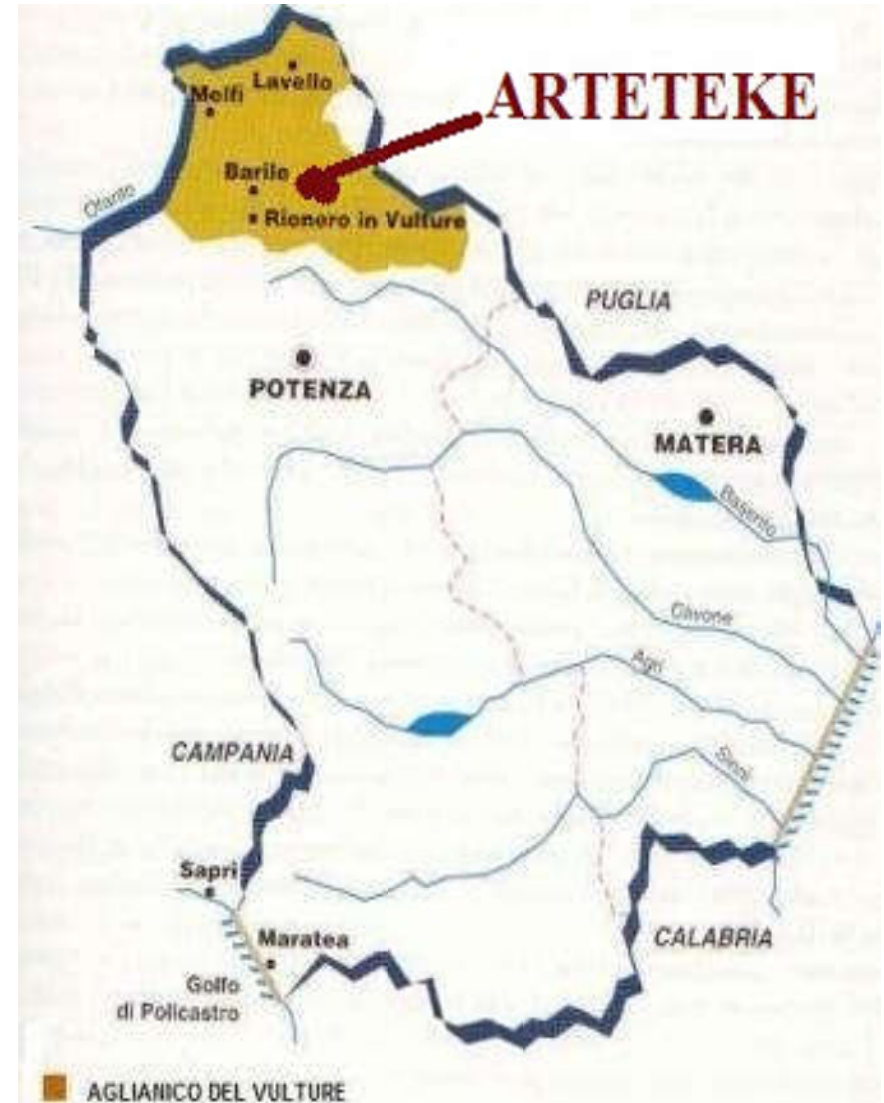 ARTETEKE
Lavello
Melfi
Barile
Rionero in Vulture
Ofanto
PUGLIA
POTENZA
MATERA
Basento
Cavone
Agri
CAMPANIA
Sinni
Sapri
Maratea
CALABRIA
Golfo
di Policastro
AGLIANICO DEL VULTURE